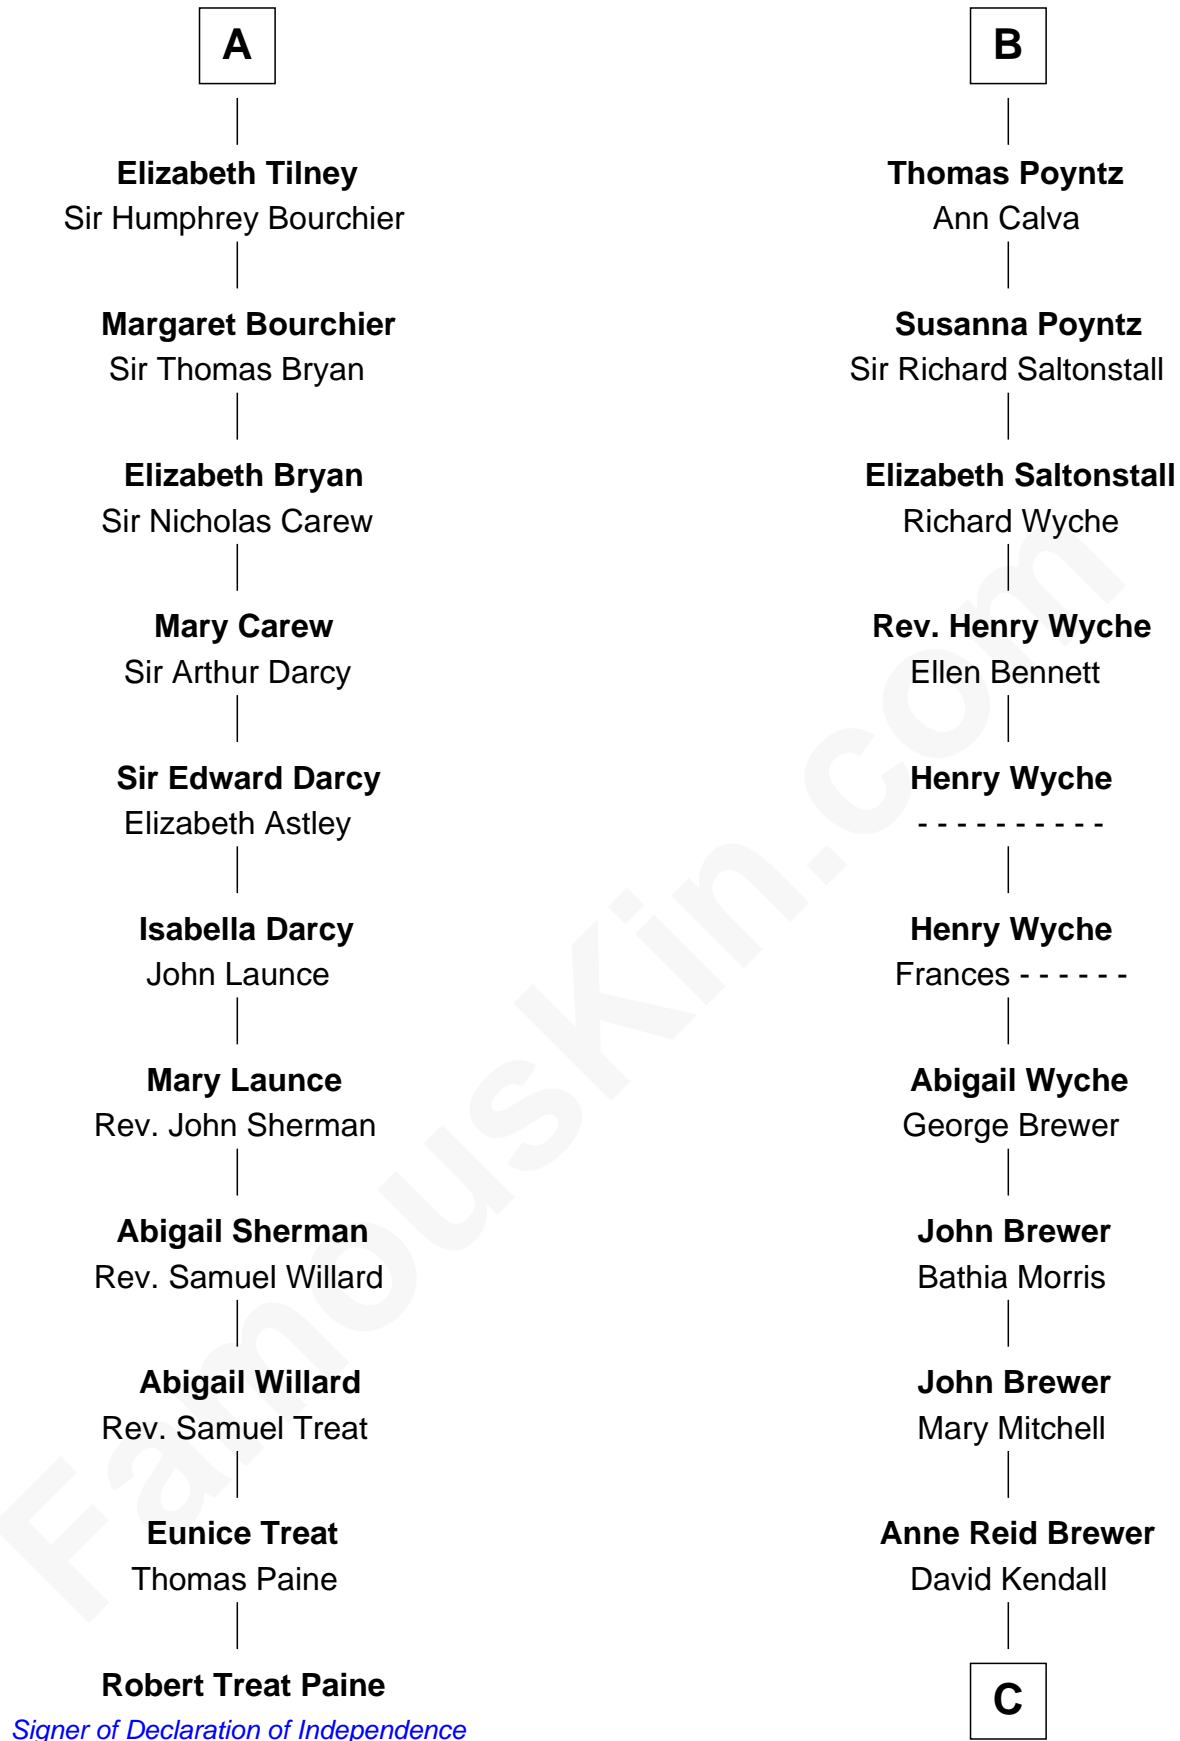 A
Elizabeth Tilney
Sir Humphrey Bourchier
Margaret Bourchier
Sir Thomas Bryan
Elizabeth Bryan
Sir Nicholas Carew
Mary Carew
Sir Arthur Darcy
Sir Edward Darcy
Elizabeth Astley
Isabella Darcy
John Launce
Mary Launce
Rev. John Sherman
Abigail Sherman
Rev. Samuel Willard
Abigail Willard
Rev. Samuel Treat
Eunice Treat
Thomas Paine
Robert Treat Paine
Signer of Declaration of Independence
B
Thomas Poyntz
Ann Calva
Susanna Poyntz
Sir Richard Saltonstall
Elizabeth Saltonstall
Richard Wyche
Rev. Henry Wyche
Ellen Bennett
Henry Wyche
- - - - - - - - - -
Henry Wyche
Frances - - - - - -
Abigail Wyche
George Brewer
John Brewer
Bathia Morris
John Brewer
Mary Mitchell
Anne Reid Brewer
David Kendall
C
FamousKin.com